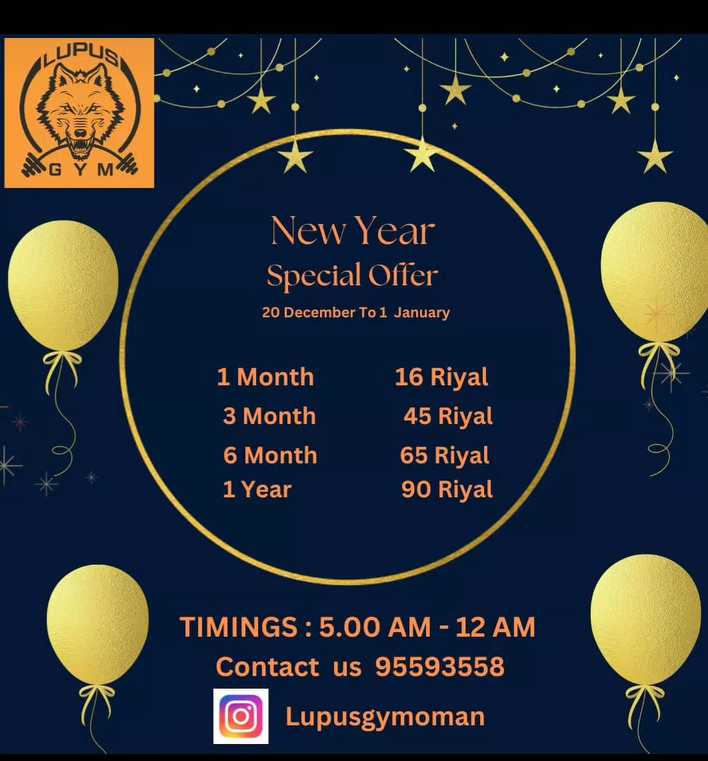 LUPUS
GYM
New Year
Special Offer
20 December To 1 January
1 Month 16 Riyal
3 Month 45 Riyal
6 Month 65 Riyal
1 Year 90 Riyal
TIMINGS : 5.00 AM - 12 AM
Contact us 95593558
Lupusgymoman